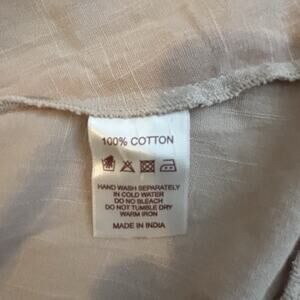 100% COTTON
HAND WASH SEPARATELY
IN COLD WATER
DO NOT BLEACH
DO NOT TUMBLE DRY
WARM IRON
MADE IN INDIA